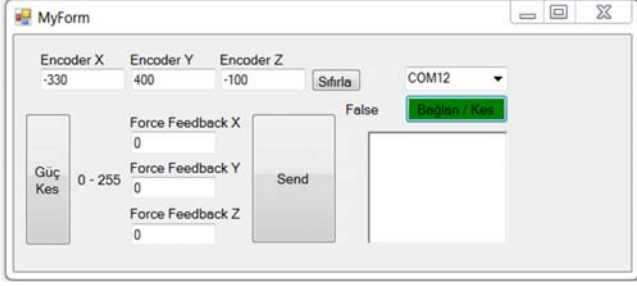 MyForm
Encoder X Encoder Y Encoder Z
-330 400 -100 Sıfırla COM12
False Bağlan / Kes
Force Feedback X
0
Güç Kes 0 - 255 Force Feedback Y
0 Send
Force Feedback Z
0